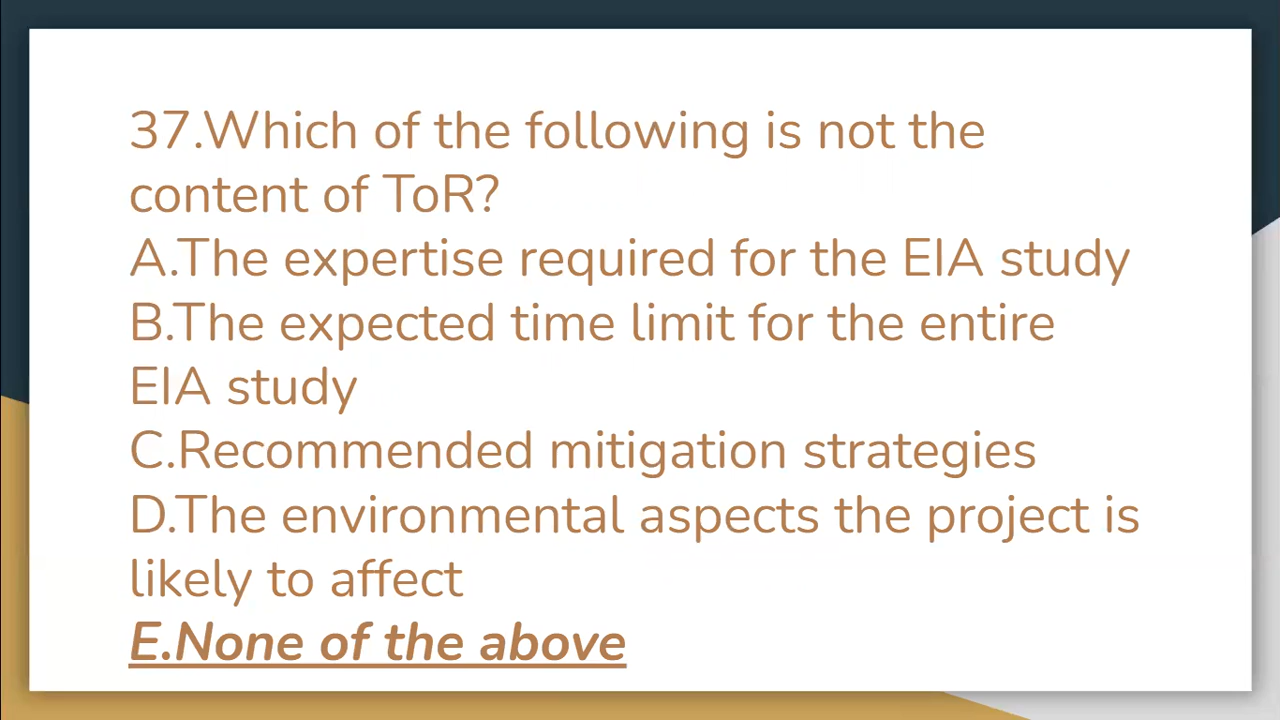 37.Which of the following is not the
content of ToR?
A.The expertise required for the EIA study
B.The expected time limit for the entire
EIA study
C.Recommended mitigation strategies
D.The environmental aspects the project is
likely to affect
E.None of the above